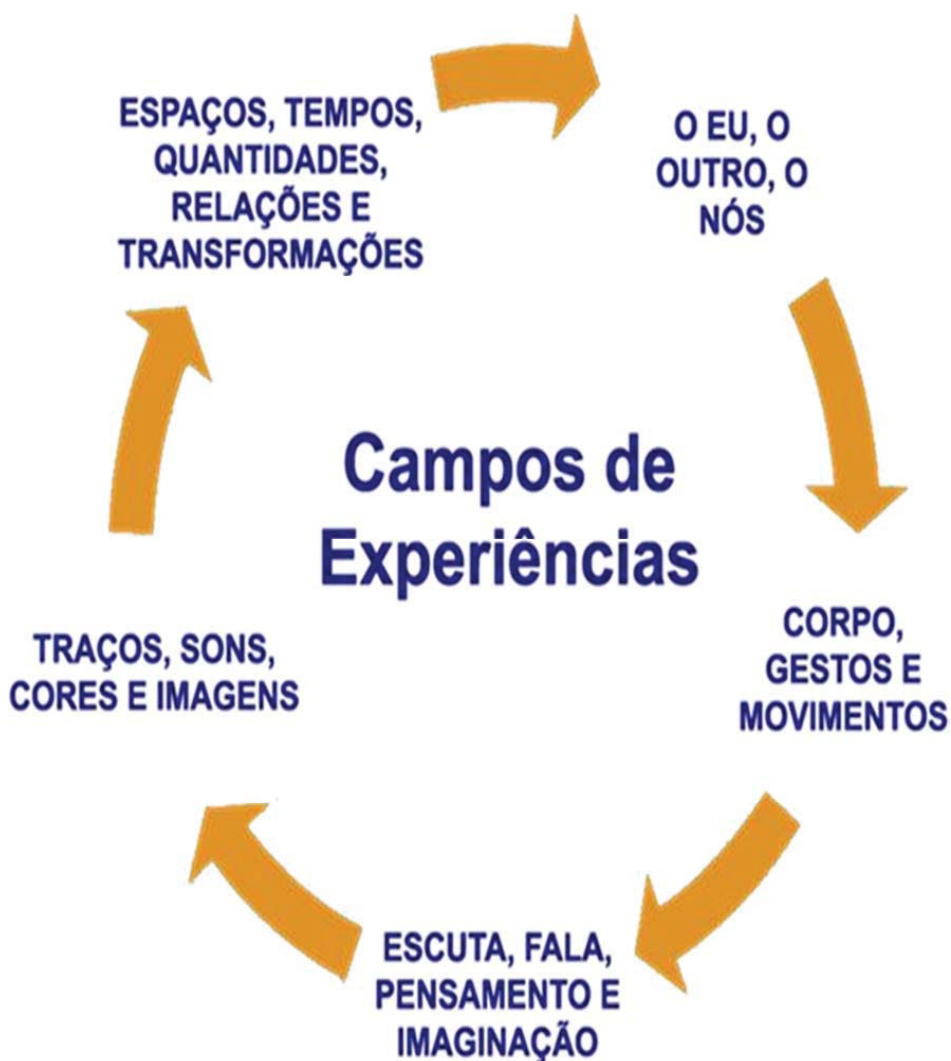 ESPAÇOS, TEMPOS,
QUANTIDADES,
RELAÇÕES E
TRANSFORMAÇÕES
O EU, O
OUTRO, O
NÓS
Campos de
Experiências
CORPO,
GESTOS E
MOVIMENTOS
TRAÇOS, SONS,
CORES E IMAGENS
ESCUTA, FALA,
PENSAMENTO E
IMAGINAÇÃO